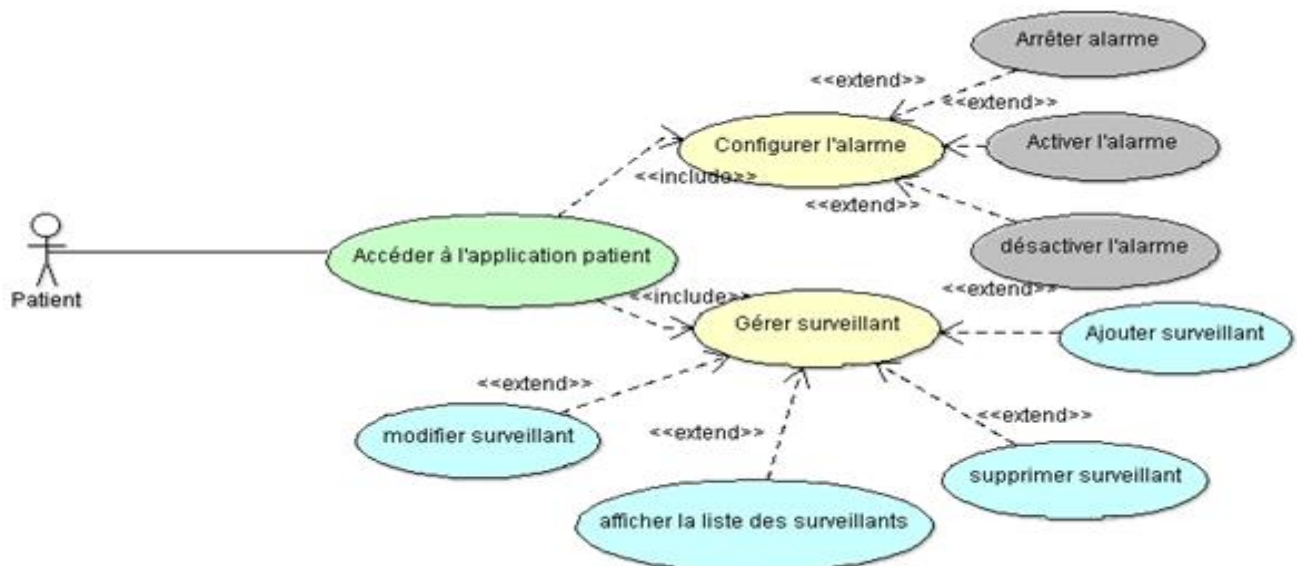 Arrêter alarme
<<extend>>
<<extend>>
Configurer l'alarme
Activer l'alarme
<<include>>
<<extend>>
Accéder à l'application patient
désactiver l'alarme
Patient
<<include>>
<<extend>>
Gérer surveillant
Ajouter surveillant
<<extend>>
modifier surveillant
<<extend>>
<<extend>>
supprimer surveillant
afficher la liste des surveillants